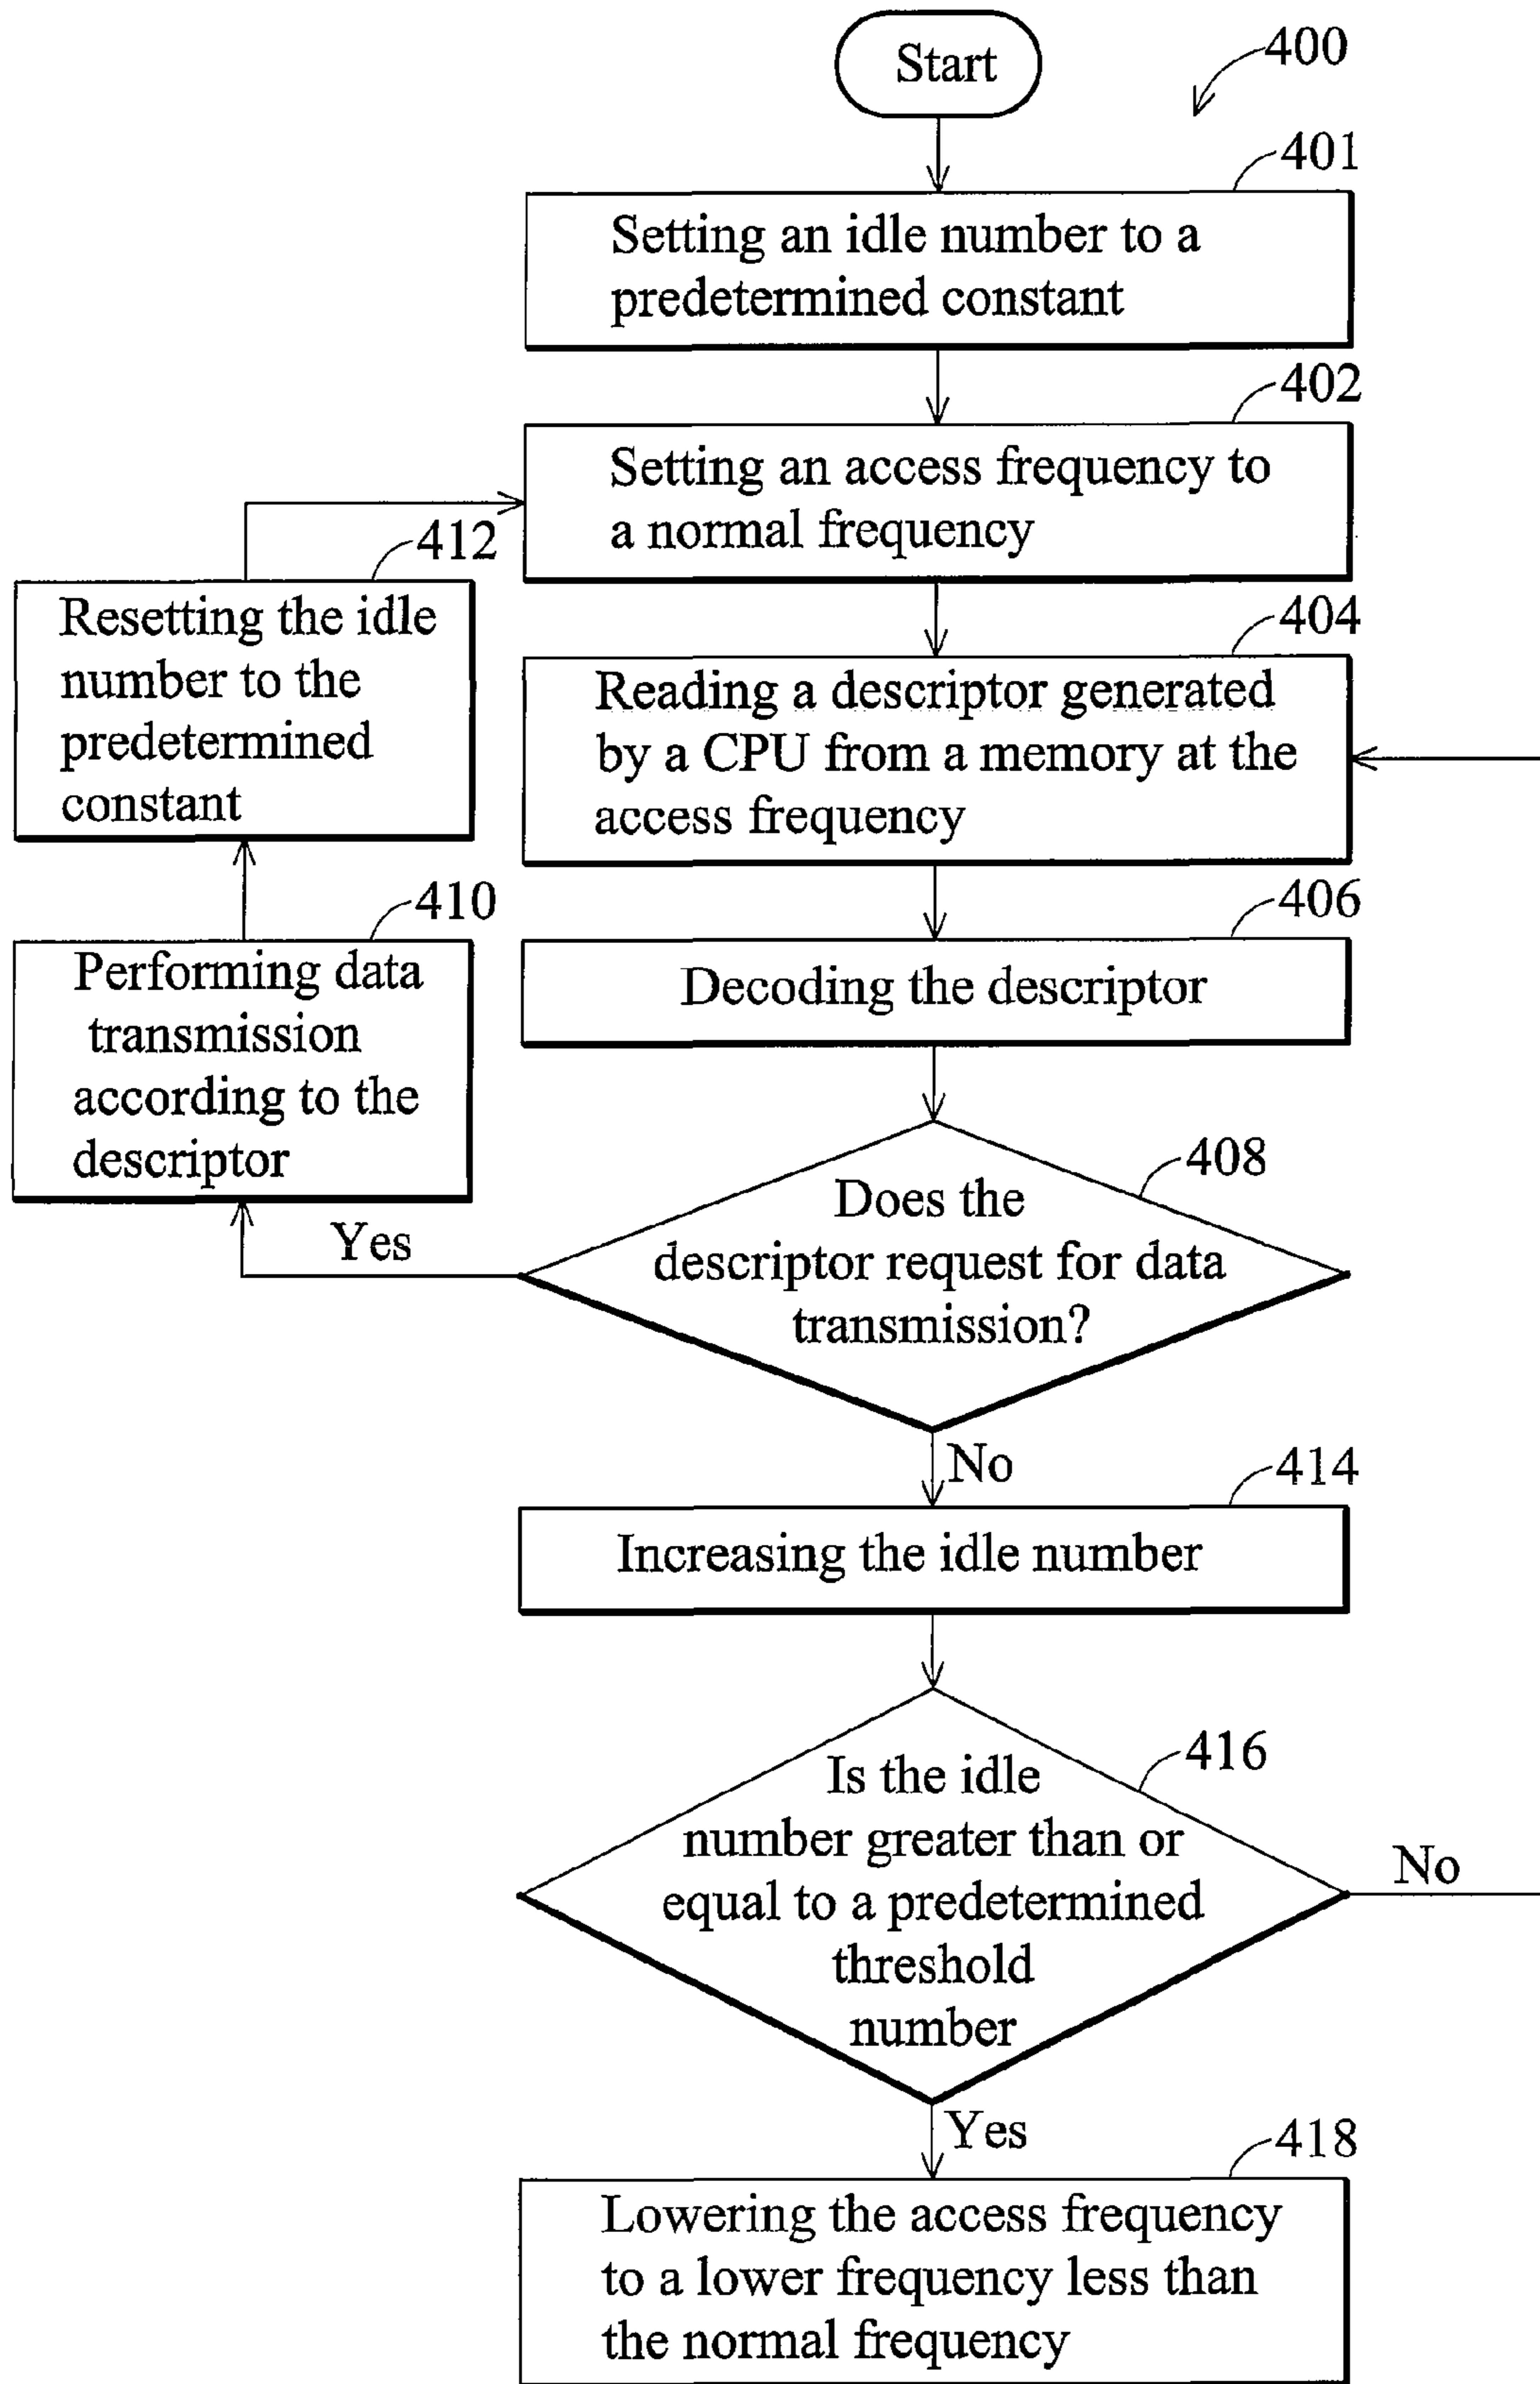 Start
400
401
Setting an idle number to a
predetermined constant
402
Setting an access frequency to
a normal frequency
412
Resetting the idle
number to the
predetermined
constant
404
Reading a descriptor generated
by a CPU from a memory at the
access frequency
410
Performing data
transmission
according to the
descriptor
406
Decoding the descriptor
408
Does the
descriptor request for data
transmission?
Yes
No
414
Increasing the idle number
416
Is the idle
number greater than or
equal to a predetermined
threshold
number
No
Yes
418
Lowering the access frequency
to a lower frequency less than
the normal frequency